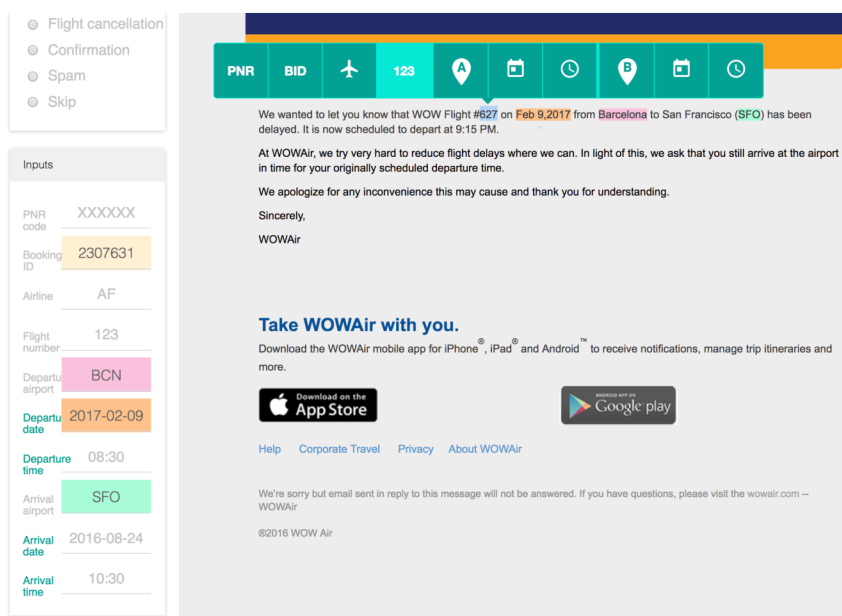 Flight cancellation
Confirmation
Spam
Skip
Inputs
PNR code XXXXXX
Booking ID 2307631
Airline AF
Flight number 123
Departu airport BCN
Departu date 2017-02-09
Departure time 08:30
Arrival airport SFO
Arrival date 2016-08-24
Arrival time 10:30
PNR BID 123 A B
We wanted to let you know that WOW Flight #627 on Feb 9,2017 from Barcelona to San Francisco (SFO) has been
delayed. It is now scheduled to depart at 9:15 PM.
At WOWAir, we try very hard to reduce flight delays where we can. In light of this, we ask that you still arrive at the airport
in time for your originally scheduled departure time.
We apologize for any inconvenience this may cause and thank you for understanding.
Sincerely,
WOWAir
Take WOWAir with you.
Download the WOWAir mobile app for iPhone®, iPad® and Android™ to receive notifications, manage trip itineraries and
more.
Download on the
App Store
ANDROID APP ON
Google play
Help Corporate Travel Privacy About WOWAir
We're sorry but email sent in reply to this message will not be answered. If you have questions, please visit the wowair.com --
WOWAir
©2016 WOW Air